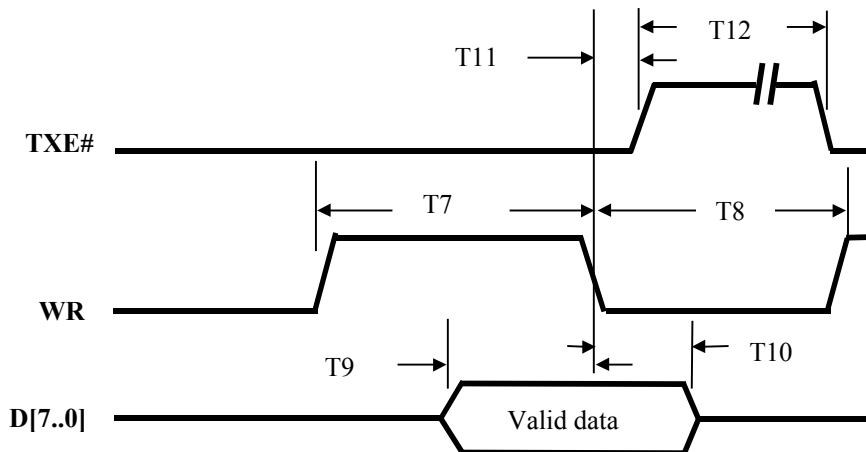 T12
T11
TXE#
T7
T8
WR
T9
T10
D[7..0]
Valid data